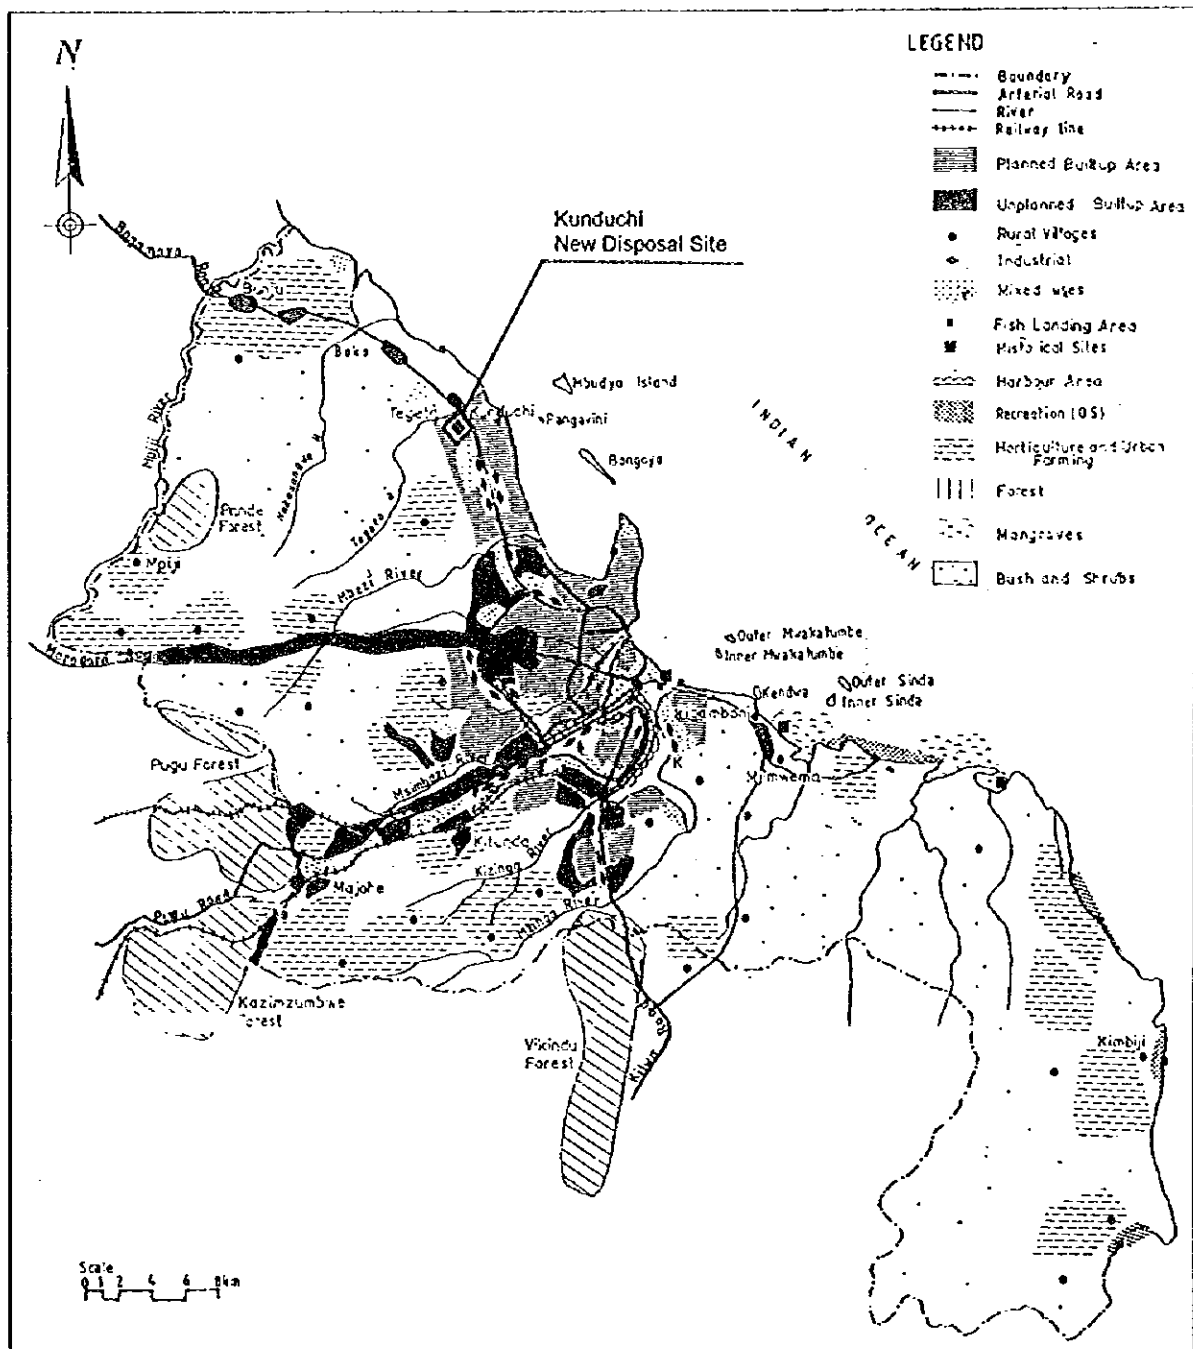 N
LEGEND
Boundary
Arterial Road
River
Railway line
Planned Builtup Area
Unplanned Builtup Area
Rural Villages
Industrial
Mixed uses
Fish Landing Area
Historical Sites
Harbour Area
Recreation (OS)
Horticulture and Urban
Farming
Forest
Mangroves
Bush and Shrubs
Kunduchi
New Disposal Site
Bagamoyo
Road
Bunju
Boko
Mbudya Island
Tegeta
Kunduchi
Pangavini
Bongoyo
INDIAN
OCEAN
Mpiji River
Pande
Forest
Mpiji
Tegeta
Mbezi River
Morogoro Road
Outer Mwakatumbe
Inner Mwakatumbe
Kendwa
Outer Sinda
Inner Sinda
Kigamboni
Mjimwema
Pugu Forest
Msimbazi River
Kitunda
Kizinga River
Majohe
Pugu Road
Mzinga River
Kazimzumbwe
Forest
Vikindu
Forest
Kilwa Road
Kimbiji
Scale
0 1 2 4 6 8km